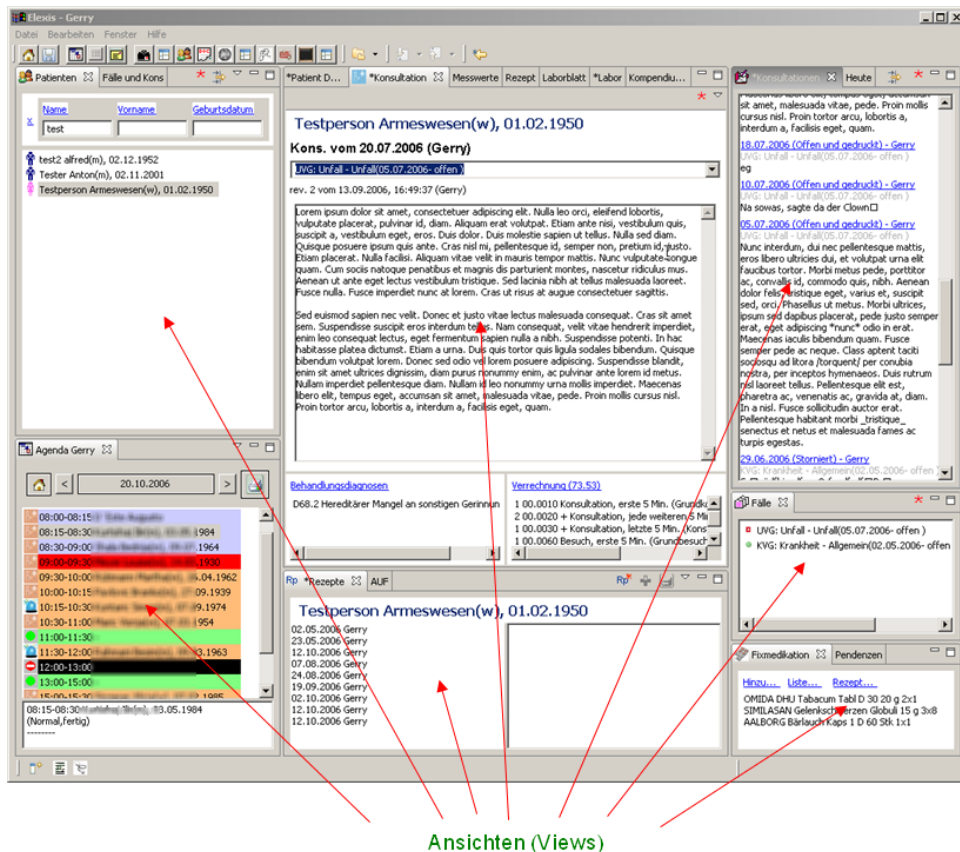 Elexis - Gerry
Datei Bearbeiten Fenster Hilfe
Patienten Fälle und Kons
Name Vorname Geburtsdatum
x test
test2 alfred(m), 02.12.1952
Tester Anton(m), 02.11.2001
Testperson Armeswesen(w), 01.02.1950
Agenda Gerry
< 20.10.2006 >
08:00-08:15
08:15-08:30 1984
08:30-09:00 .1964
09:00-09:30 .1930
09:30-10:00 .04.1962
10:00-10:15 .09.1939
10:15-10:30 .09.1974
10:30-11:00 .1954
11:00-11:30
11:30-12:00 .03.1963
12:00-13:00
13:00-15:00
15:00-15:30 .1985
08:15-08:30 .03.05.1984
(Normal,fertig)
--------
*Patient D... *Konsultation Messwerte Rezept Laborblatt *Labor Kompendiu...
Testperson Armeswesen(w), 01.02.1950
Kons. vom 20.07.2006 (Gerry)
UVG: Unfall - Unfall(05.07.2006- offen )
rev. 2 vom 13.09.2006, 16:49:37 (Gerry)
Lorem ipsum dolor sit amet, consectetuer adipiscing elit. Nulla leo orci, eleifend lobortis,
vulputate placerat, pulvinar id, diam. Aliquam erat volutpat. Etiam ante nisi, vestibulum quis,
suscipit a, vestibulum eget, eros. Duis dolor. Duis molestie sapien ut tellus. Nulla sed diam.
Quisque posuere ipsum quis ante. Cras nisl mi, pellentesque id, semper non, pretium id, justo.
Etiam placerat. Nulla facilisi. Aliquam vitae velit in mauris tempor mattis. Nunc vulputate congue
quam. Cum sociis natoque penatibus et magnis dis parturient montes, nascetur ridiculus mus.
Aenean ut ante eget lectus vestibulum tristique. Sed lacinia nibh at tellus malesuada laoreet.
Fusce nulla. Fusce imperdiet nunc at lorem. Cras ut risus at augue consectetuer sagittis.
Sed euismod sapien nec velit. Donec et justo vitae lectus malesuada consequat. Cras sit amet
sem. Suspendisse suscipit eros interdum tellus. Nam consequat, velit vitae hendrerit imperdiet,
enim leo consequat lectus, eget fermentum sapien nulla a nibh. Suspendisse potenti. In hac
habitasse platea dictumst. Etiam a urna. Duis quis tortor quis ligula sodales bibendum. Quisque
bibendum volutpat lorem. Donec sed odio vel lorem posuere adipiscing. Suspendisse blandit,
enim sit amet ultrices dignissim, diam purus nonummy enim, ac pulvinar ante lorem id metus.
Nullam imperdiet pellentesque diam. Nullam id leo nonummy urna mollis imperdiet. Maecenas
libero elit, tempus eget, accumsan sit amet, malesuada vitae, pede. Proin mollis cursus nisl.
Proin tortor arcu, lobortis a, interdum a, facilisis eget, quam.
Behandlungsdiagnosen
D68.2 Hereditärer Mangel an sonstigen Gerinnun
Verrechnung (73.53)
1 00.0010 Konsultation, erste 5 Min. (Grundko
2 00.0020 + Konsultation, jede weiteren 5 Mi
1 00.0030 + Konsultation, letzte 5 Min. (Kons
1 00.0060 Besuch, erste 5 Min. (Grundbesuch
Rp *Rezepte AUF Rp
Testperson Armeswesen(w), 01.02.1950
02.05.2006 Gerry
23.05.2006 Gerry
12.10.2006 Gerry
07.08.2006 Gerry
24.08.2006 Gerry
19.09.2006 Gerry
02.10.2006 Gerry
12.10.2006 Gerry
12.10.2006 Gerry
*Konsultationen Heute
Maecenas libero elit, tempus eget, accumsan
sit amet, malesuada vitae, pede. Proin mollis
cursus nisl. Proin tortor arcu, lobortis a,
interdum a, facilisis eget, quam.
18.07.2006 (Offen und gedruckt) - Gerry
UVG: Unfall - Unfall(05.07.2006- offen )
eg
10.07.2006 (Offen und gedruckt) - Gerry
UVG: Unfall - Unfall(05.07.2006- offen )
Na sowas, sagte da der Clown
05.07.2006 (Offen und gedruckt) - Gerry
UVG: Unfall - Unfall(05.07.2006- offen )
Nunc interdum, dui nec pellentesque mattis,
eros libero ultricies dui, et volutpat urna elit
faucibus tortor. Morbi metus pede, porttitor
ac, convallis id, commodo quis, nibh. Aenean
dolor felis, tristique eget, varius et, suscipit
sed, orci. Phasellus ut metus. Morbi ultrices,
ipsum sed dapibus placerat, pede justo semper
erat, eget adipiscing *nunc* odio in erat.
Maecenas iaculis bibendum quam. Fusce
semper pede ac neque. Class aptent taciti
sociosqu ad litora /torquent/ per conubia
nostra, per inceptos hymenaeos. Duis rutrum
nisl laoreet tellus. Pellentesque elit est,
pharetra ac, venenatis ac, gravida at, diam.
In a nisl. Fusce sollicitudin auctor erat.
Pellentesque habitant morbi _tristique_
senectus et netus et malesuada fames ac
turpis egestas.
29.06.2006 (Storniert) - Gerry
KVG: Krankheit - Allgemein(02.05.2006- offen )
Fälle
UVG: Unfall - Unfall(05.07.2006- offen )
KVG: Krankheit - Allgemein(02.05.2006- offen
Fixmedikation Pendenzen
Hinzu... Liste... Rezept...
OMIDA DHU Tabacum Tabl D 30 20 g 2x1
SIMILASAN Gelenkschmerzen Globuli 15 g 3x8
AALBORG Bärlauch Kaps 1 D 60 Stk 1x1
Ansichten (Views)